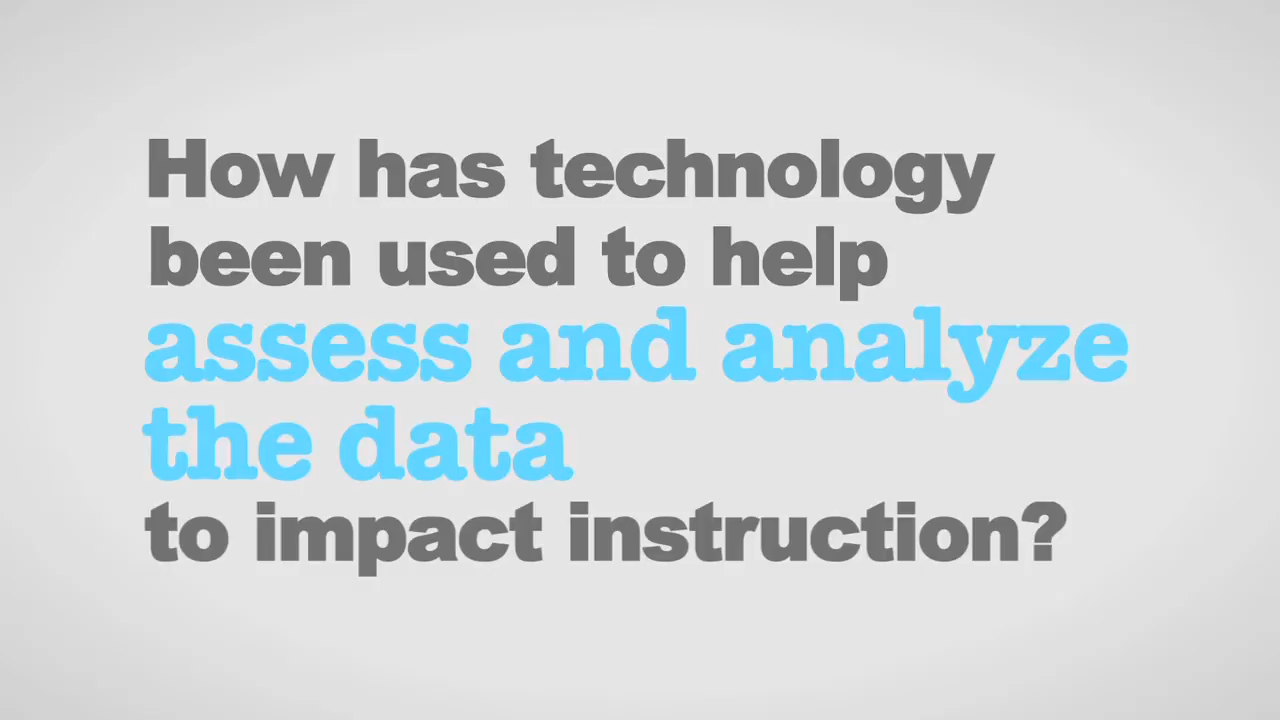 How has technology
been used to help
assess and analyze
the data
to impact instruction?